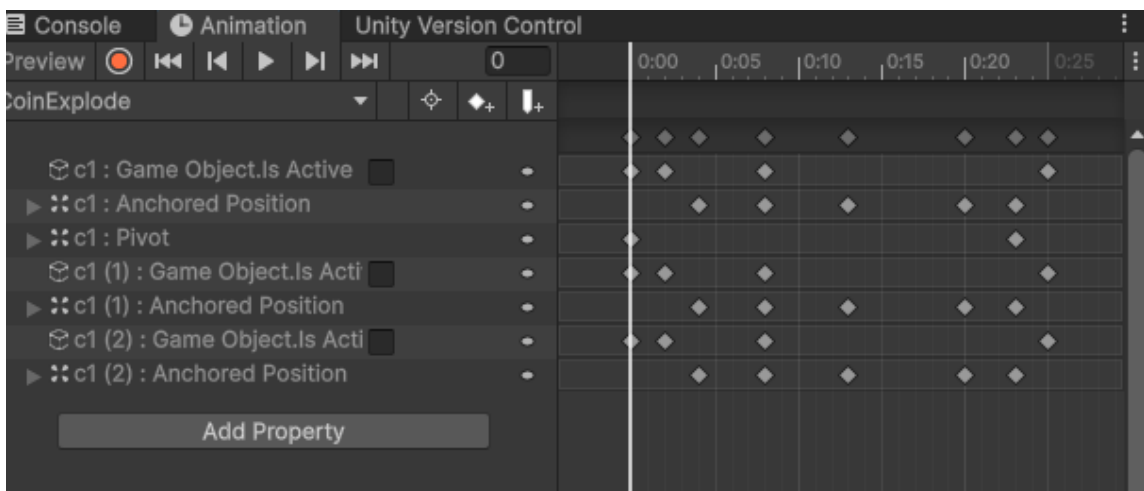 Console Animation Unity Version Control
Preview 0 0:00 0:05 0:10 0:15 0:20 0:25
CoinExplode
c1 : Game Object.Is Active
c1 : Anchored Position
c1 : Pivot
c1 (1) : Game Object.Is Acti
c1 (1) : Anchored Position
c1 (2) : Game Object.Is Acti
c1 (2) : Anchored Position
Add Property